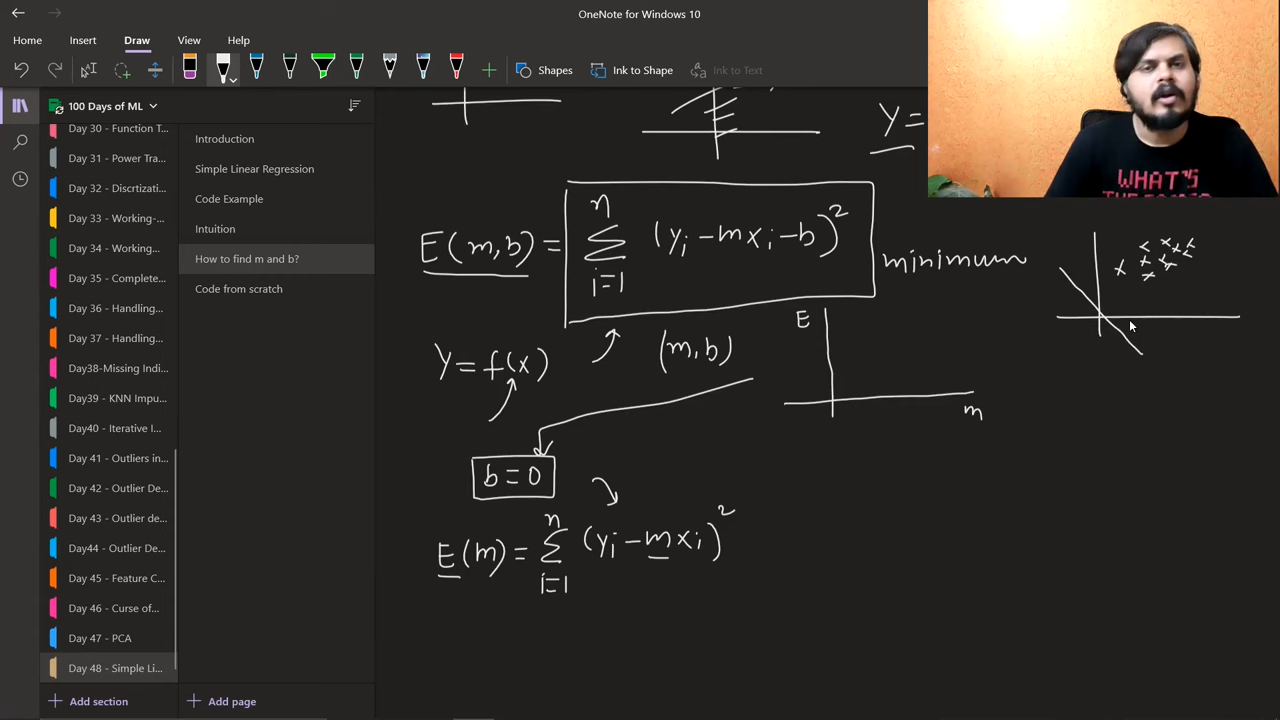 OneNote for Windows 10
Home Insert Draw View Help
Shapes Ink to Shape Ink to Text
100 Days of ML
Day 30 - Function T...
Day 31 - Power Tra...
Day 32 - Discrtizati...
Day 33 - Working-...
Day 34 - Working...
Day 35 - Complete...
Day 36 - Handling...
Day 37 - Handling...
Day38-Missing Indi...
Day39 - KNN Impu...
Day40 - Iterative I...
Day 41 - Outliers in...
Day 42 - Outlier De...
Day 43 - Outlier de...
Day44 - Outlier De...
Day 45 - Feature C...
Day 46 - Curse of...
Day 47 - PCA
Day 48 - Simple Li...
Add section
Introduction
Simple Linear Regression
Code Example
Intuition
How to find m and b?
Code from scratch
Add page
Y=
E(m,b) = n Σ i=1 (yi - mxi - b)² minimum
Y = f(x)
(m,b)
E
m
b = 0
E(m) = n Σ i=1 (yi - mxi)²
WHAT'S